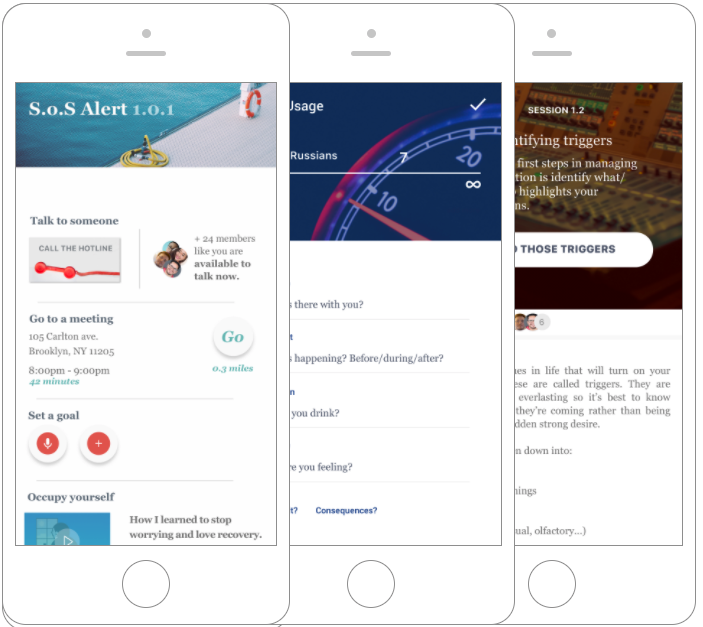 S.o.S Alert 1.0.1
Talk to someone
CALL THE HOTLINE
+ 24 members
like you are
available to
talk now.
Go to a meeting
105 Carlton ave.
Brooklyn, NY 11205
8:00pm - 9:00pm
42 minutes
Go
0.3 miles
Set a goal
Occupy yourself
How I learned to stop
worrying and love recovery.
Usage
Russians 7
20
∞
10
s there with you?
t
s happening? Before/during/after?
n
you drink?
re you feeling?
t? Consequences?
SESSION 1.2
ntifying triggers
first steps in managing
tion is identify what/
highlights your
ns.
THOSE TRIGGERS
6
ues in life that will turn on your
ese are called triggers. They are
everlasting so it's best to know
they're coming rather than being
dden strong desire.
n down into:
nings
ual, olfactory...)